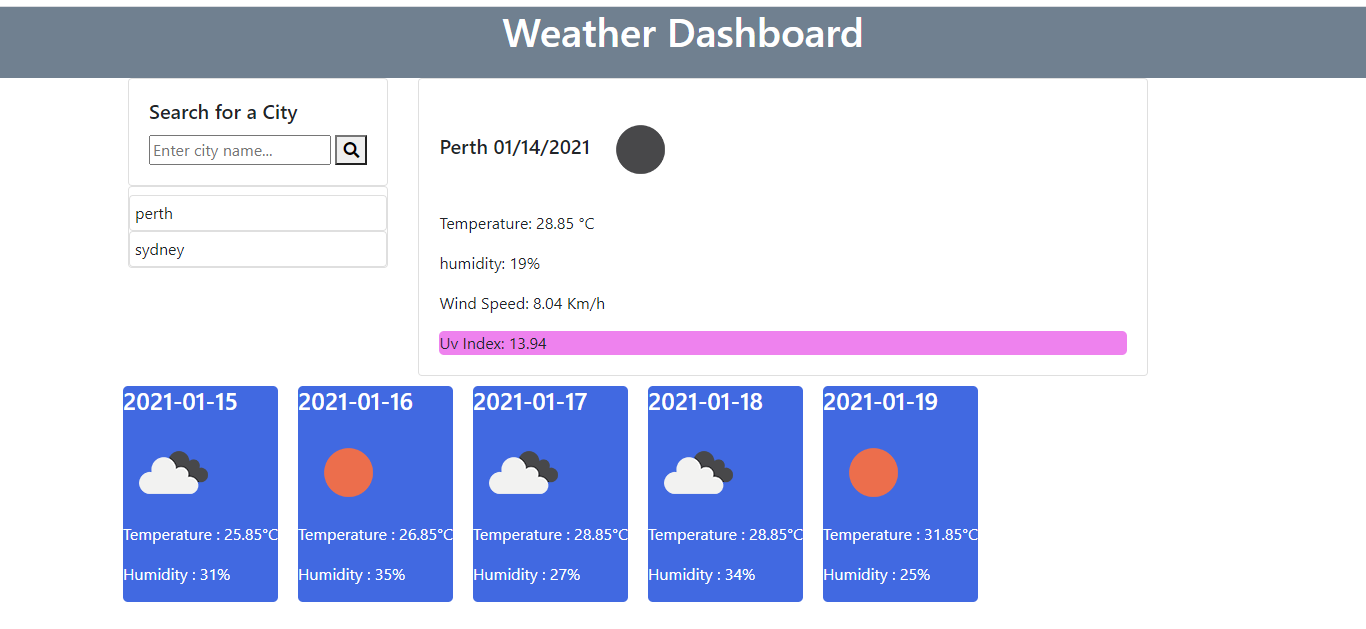 Weather Dashboard
Search for a City
Enter city name...
perth
sydney
Perth 01/14/2021
Temperature: 28.85 °C
humidity: 19%
Wind Speed: 8.04 Km/h
Uv Index: 13.94
2021-01-15
Temperature : 25.85°C
Humidity : 31%
2021-01-16
Temperature : 26.85°C
Humidity : 35%
2021-01-17
Temperature : 28.85°C
Humidity : 27%
2021-01-18
Temperature : 28.85°C
Humidity : 34%
2021-01-19
Temperature : 31.85°C
Humidity : 25%